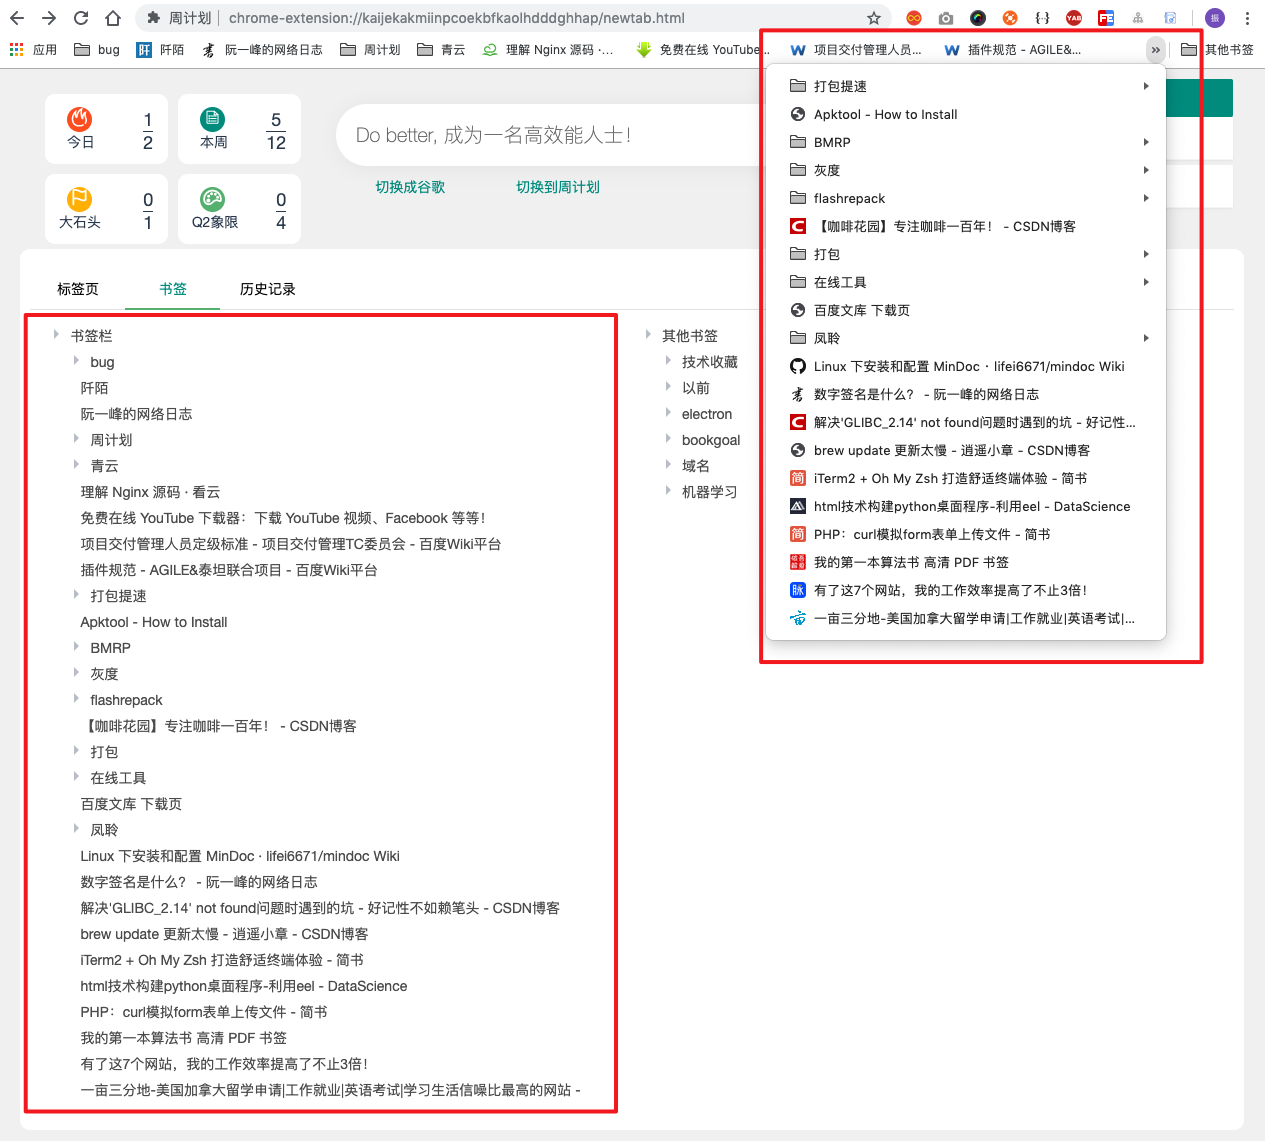 周计划 | chrome-extension://kaijekakmiinpcoekbfkaolhdddghhap/newtab.html
应用 bug 阡陌 阮一峰的网络日志 周计划 青云 理解 Nginx 源码 ·... 免费在线 YouTube... 项目交付管理人员... 插件规范 - AGILE&... » 其他书签
今日 1 2
本周 5 12
大石头 0 1
Q2象限 0 4
Do better, 成为一名高效能人士！
切换成谷歌 切换到周计划
标签页 书签 历史记录
书签栏
bug
阡陌
阮一峰的网络日志
周计划
青云
理解 Nginx 源码 · 看云
免费在线 YouTube 下载器：下载 YouTube 视频、Facebook 等等！
项目交付管理人员定级标准 - 项目交付管理TC委员会 - 百度Wiki平台
插件规范 - AGILE&泰坦联合项目 - 百度Wiki平台
打包提速
Apktool - How to Install
BMRP
灰度
flashrepack
【咖啡花园】专注咖啡一百年！ - CSDN博客
打包
在线工具
百度文库 下载页
凤聆
Linux 下安装和配置 MinDoc · lifei6671/mindoc Wiki
数字签名是什么？ - 阮一峰的网络日志
解决'GLIBC_2.14' not found问题时遇到的坑 - 好记性不如赖笔头 - CSDN博客
brew update 更新太慢 - 逍遥小章 - CSDN博客
iTerm2 + Oh My Zsh 打造舒适终端体验 - 简书
html技术构建python桌面程序-利用eel - DataScience
PHP：curl模拟form表单上传文件 - 简书
我的第一本算法书 高清 PDF 书签
有了这7个网站，我的工作效率提高了不止3倍！
一亩三分地-美国加拿大留学申请|工作就业|英语考试|学习生活信噪比最高的网站 -
其他书签
技术收藏
以前
electron
bookgoal
域名
机器学习
打包提速
Apktool - How to Install
BMRP
灰度
flashrepack
【咖啡花园】专注咖啡一百年！ - CSDN博客
打包
在线工具
百度文库 下载页
凤聆
Linux 下安装和配置 MinDoc · lifei6671/mindoc Wiki
数字签名是什么？ - 阮一峰的网络日志
解决'GLIBC_2.14' not found问题时遇到的坑 - 好记性...
brew update 更新太慢 - 逍遥小章 - CSDN博客
iTerm2 + Oh My Zsh 打造舒适终端体验 - 简书
html技术构建python桌面程序-利用eel - DataScience
PHP：curl模拟form表单上传文件 - 简书
我的第一本算法书 高清 PDF 书签
有了这7个网站，我的工作效率提高了不止3倍！
一亩三分地-美国加拿大留学申请|工作就业|英语考试|...